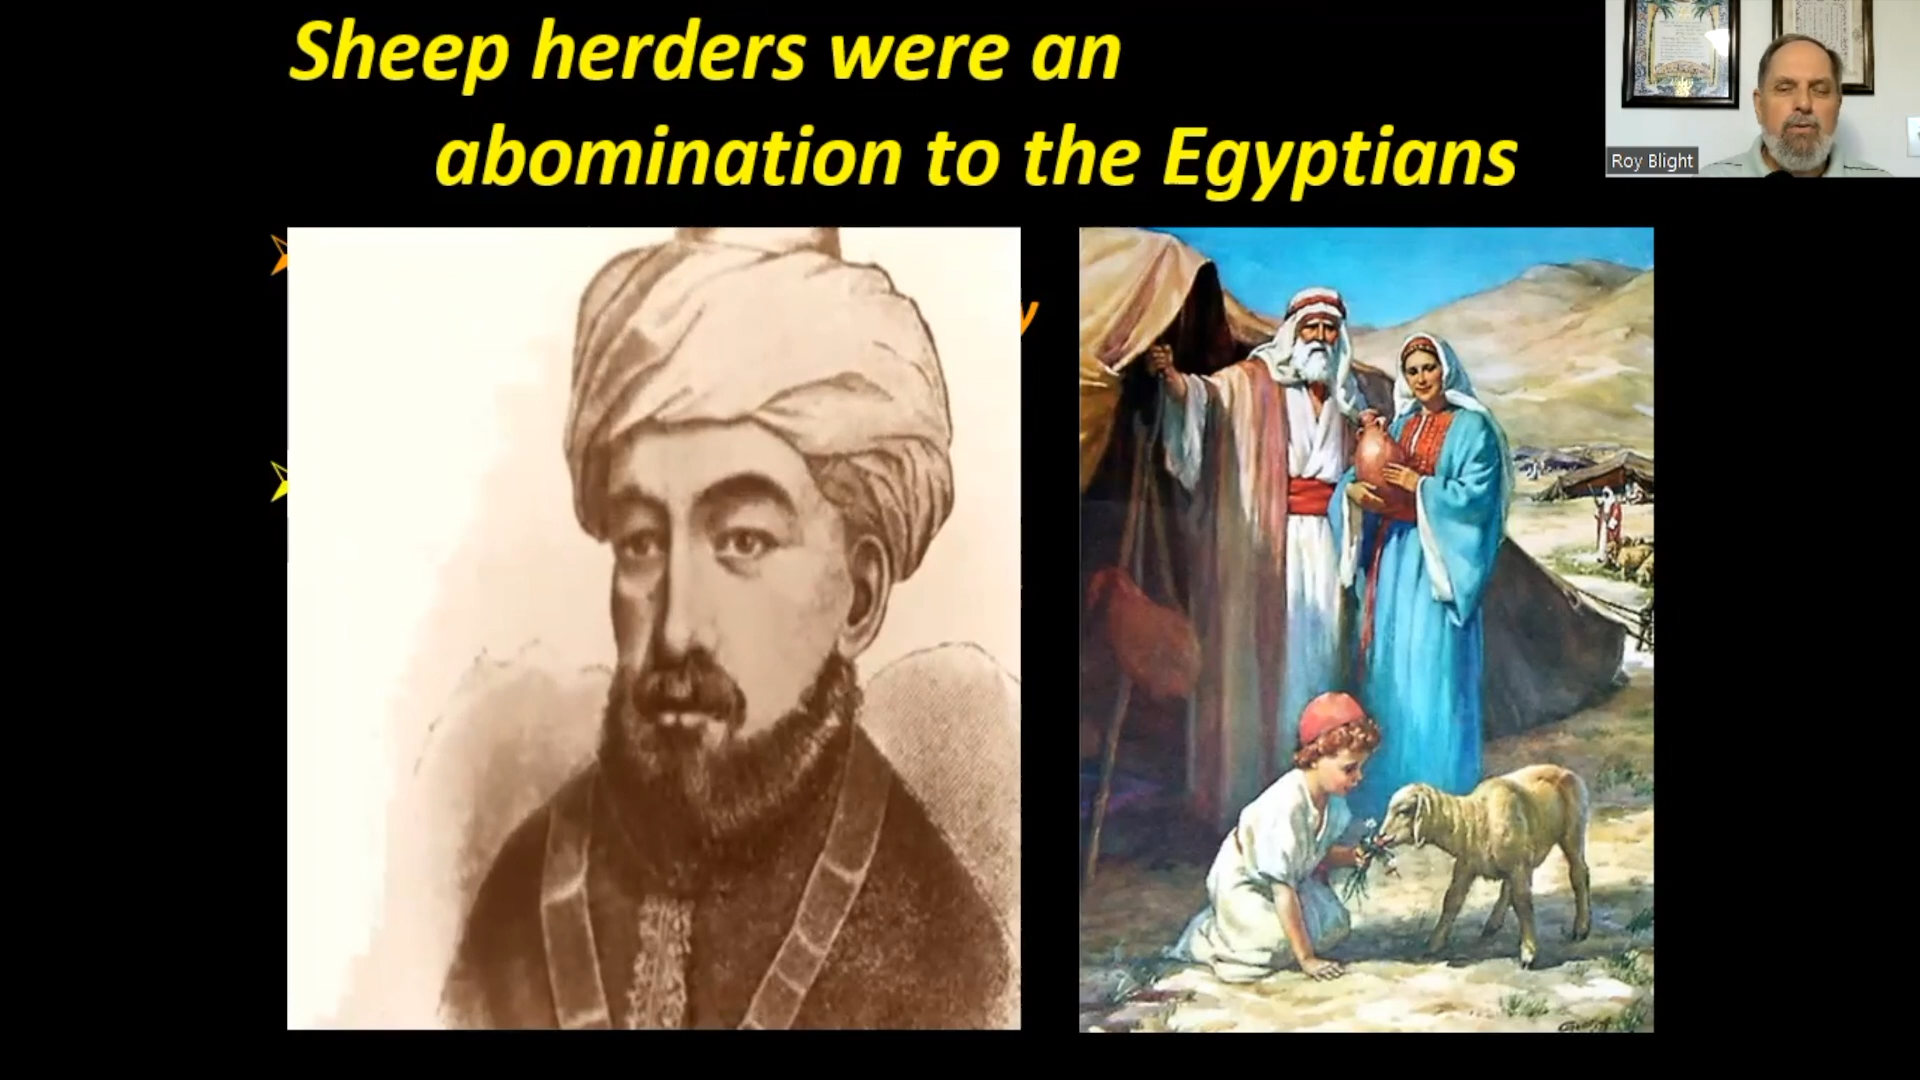 Sheep herders were an
abomination to the Egyptians
Roy Blight
y